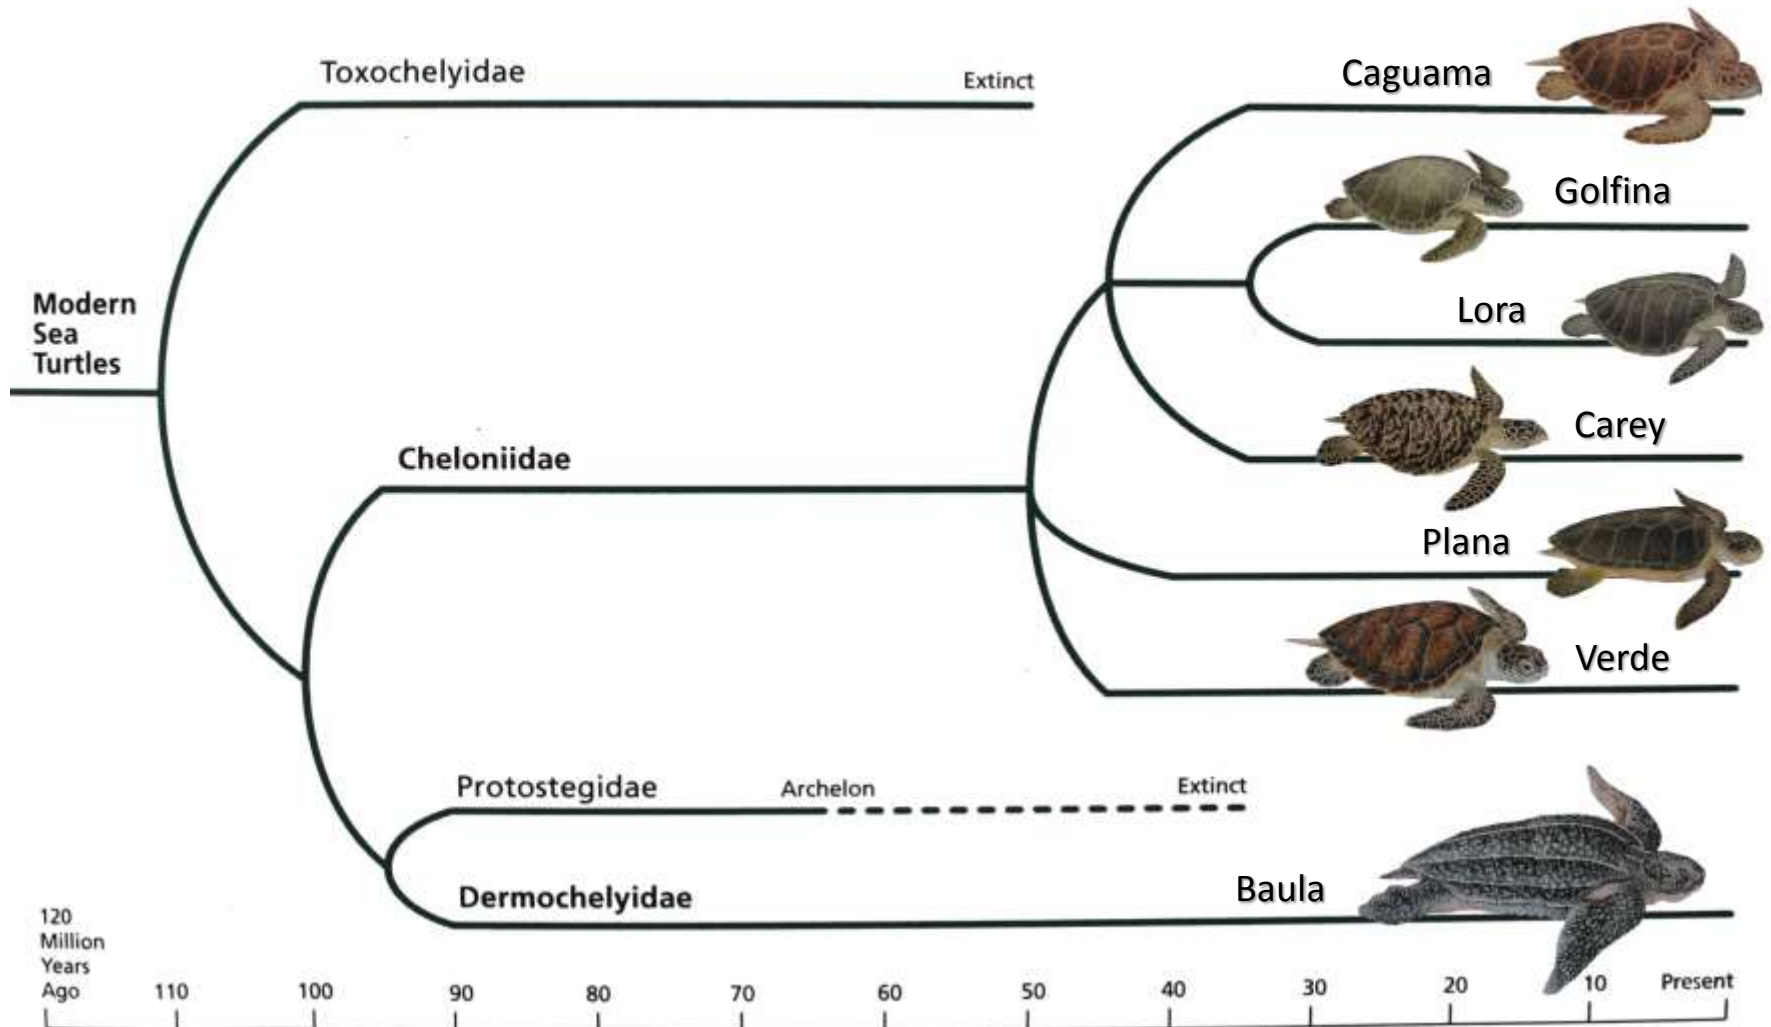 Toxochelyidae
Extinct
Caguama
Golfina
Modern
Sea
Turtles
Lora
Carey
Cheloniidae
Plana
Verde
Protostegidae
Archelon
Extinct
Dermochelyidae
Baula
120
Million
Years
Ago
110
100
90
80
70
60
50
40
30
20
10
Present